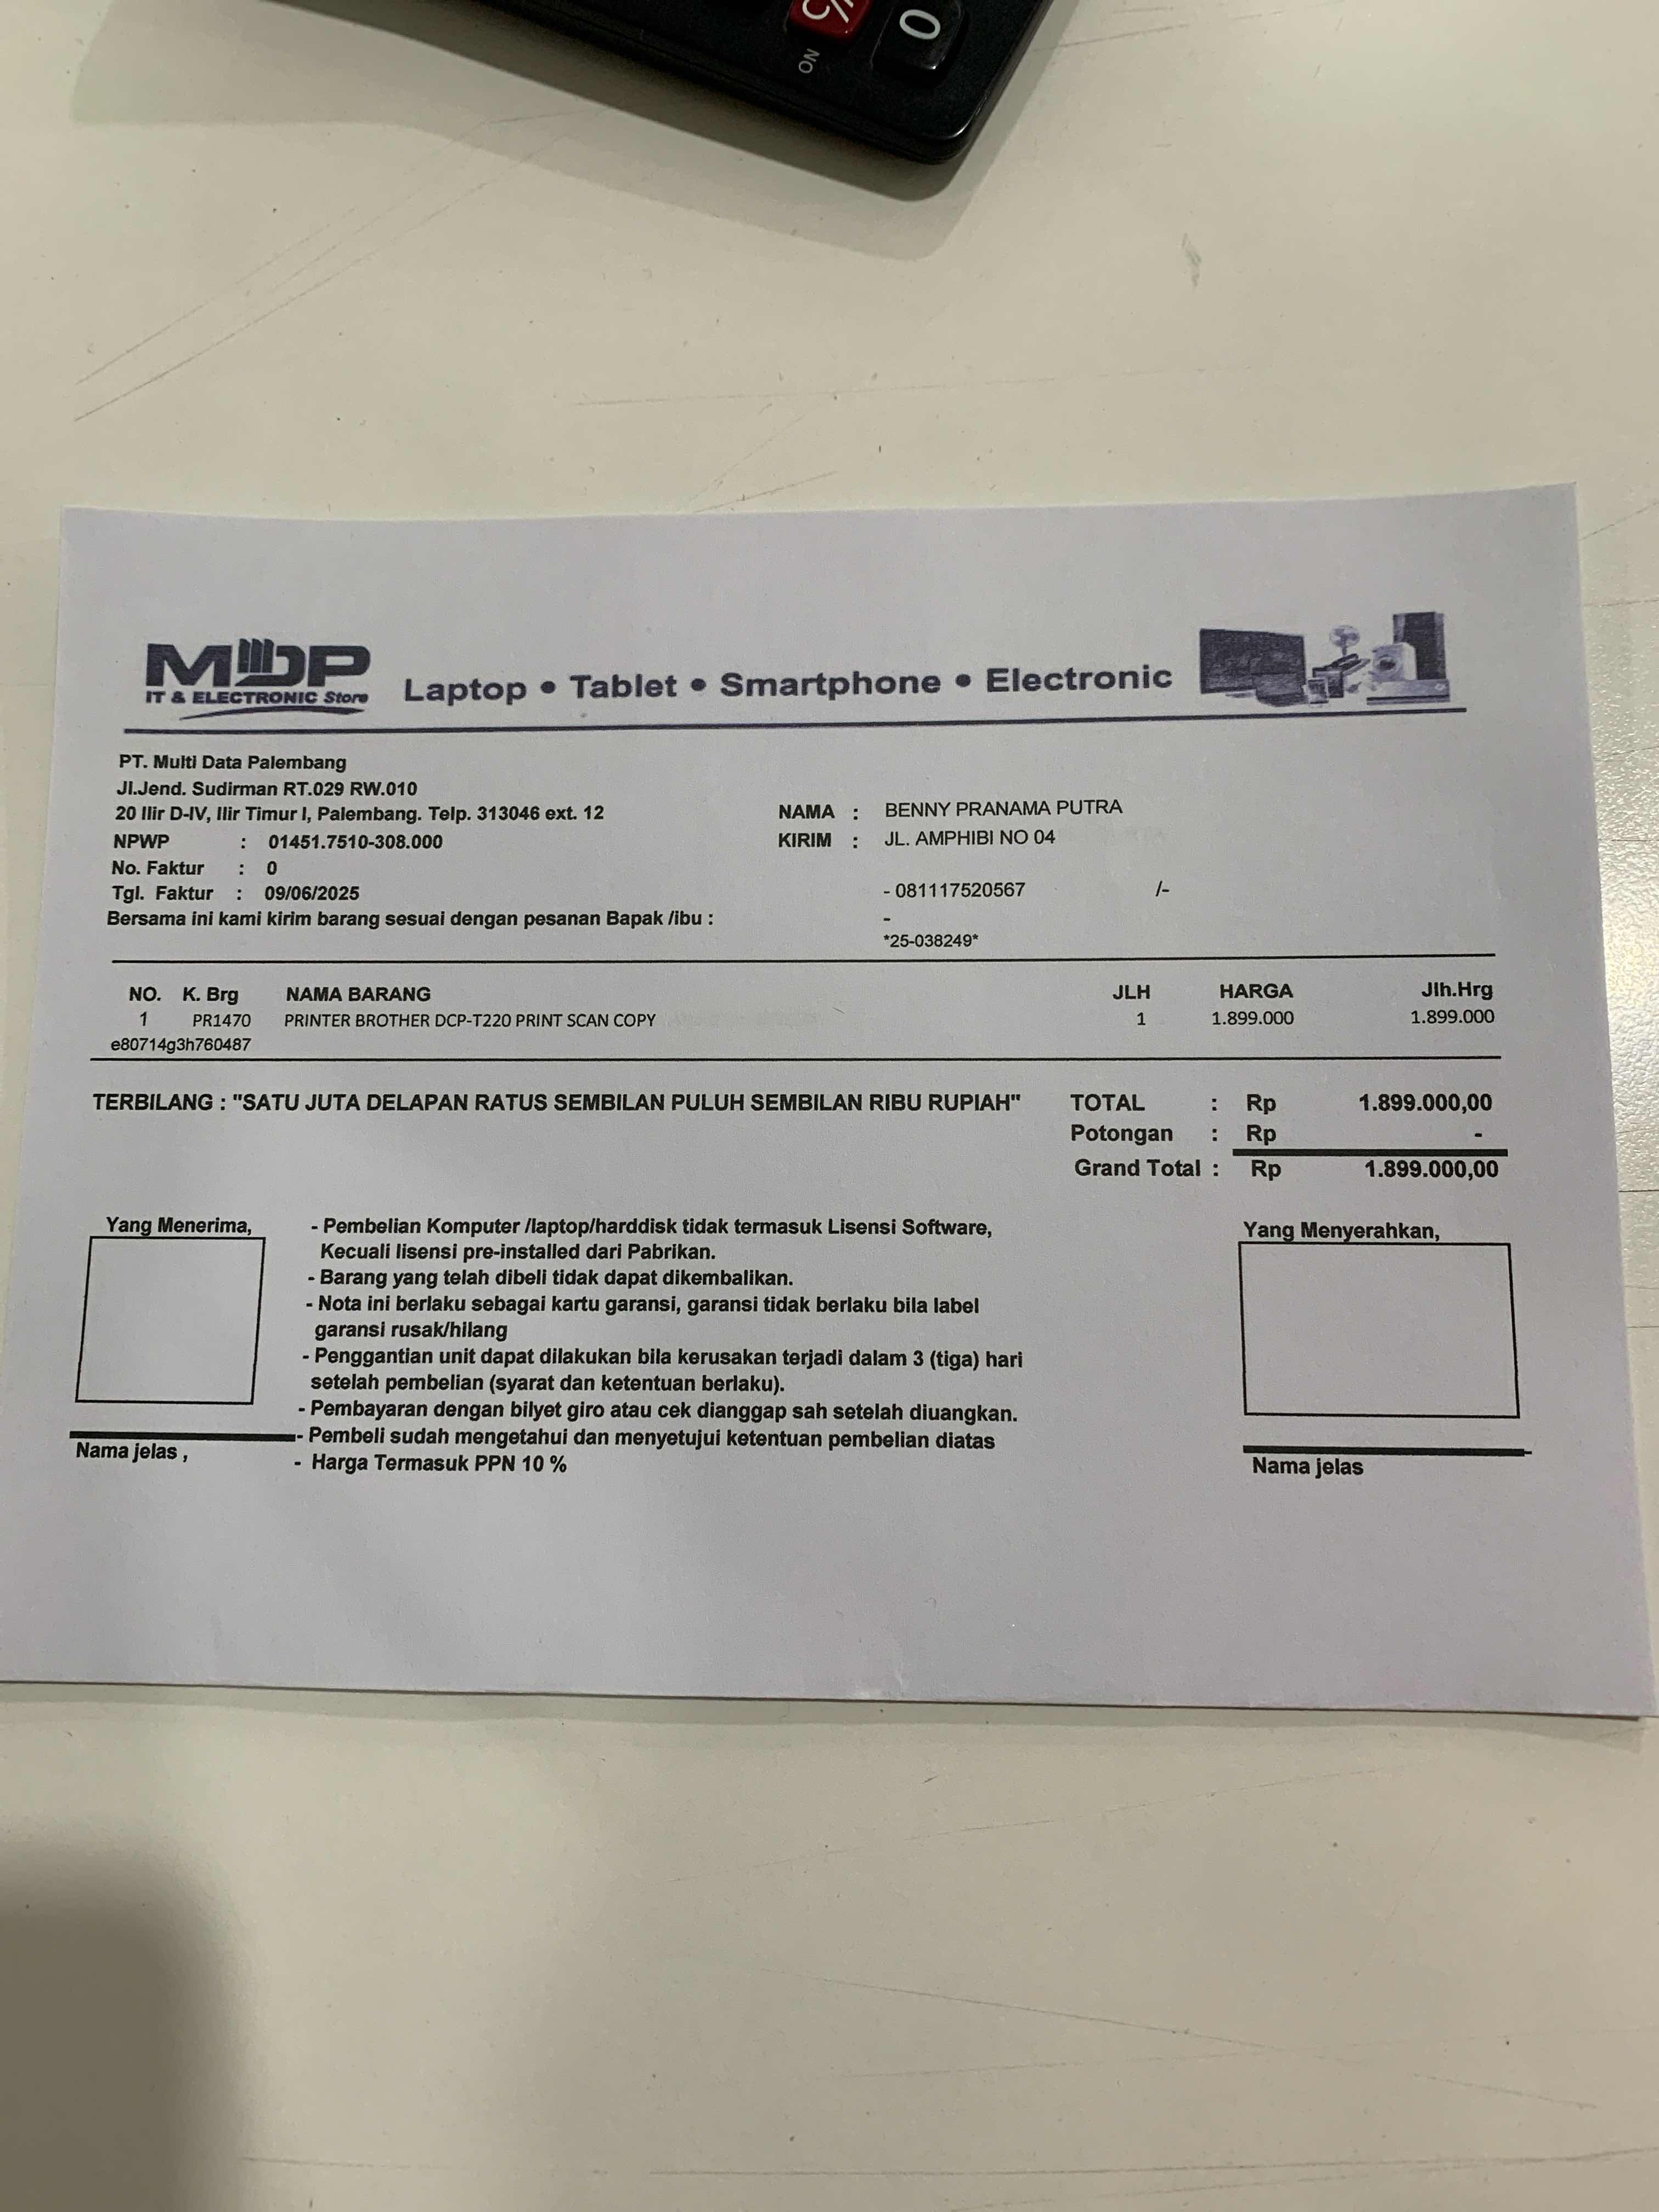 C/
ON
0
MDP
IT & ELECTRONIC Store
Laptop • Tablet • Smartphone • Electronic
PT. Multi Data Palembang
Jl.Jend. Sudirman RT.029 RW.010
20 Ilir D-IV, Ilir Timur I, Palembang. Telp. 313046 ext. 12
NPWP : 01451.7510-308.000
No. Faktur : 0
Tgl. Faktur : 09/06/2025
Bersama ini kami kirim barang sesuai dengan pesanan Bapak /ibu :
NAMA : BENNY PRANAMA PUTRA
KIRIM : JL. AMPHIBI NO 04
- 081117520567 /-
-
*25-038249*
NO. K. Brg NAMA BARANG JLH HARGA Jlh.Hrg
1 PR1470 PRINTER BROTHER DCP-T220 PRINT SCAN COPY 1 1.899.000 1.899.000
e80714g3h760487
TERBILANG : "SATU JUTA DELAPAN RATUS SEMBILAN PULUH SEMBILAN RIBU RUPIAH"
TOTAL : Rp 1.899.000,00
Potongan : Rp -
Grand Total : Rp 1.899.000,00
Yang Menerima,
Nama jelas ,
- Pembelian Komputer /laptop/harddisk tidak termasuk Lisensi Software,
Kecuali lisensi pre-installed dari Pabrikan.
- Barang yang telah dibeli tidak dapat dikembalikan.
- Nota ini berlaku sebagai kartu garansi, garansi tidak berlaku bila label
garansi rusak/hilang
- Penggantian unit dapat dilakukan bila kerusakan terjadi dalam 3 (tiga) hari
setelah pembelian (syarat dan ketentuan berlaku).
- Pembayaran dengan bilyet giro atau cek dianggap sah setelah diuangkan.
- Pembeli sudah mengetahui dan menyetujui ketentuan pembelian diatas
- Harga Termasuk PPN 10 %
Yang Menyerahkan,
Nama jelas